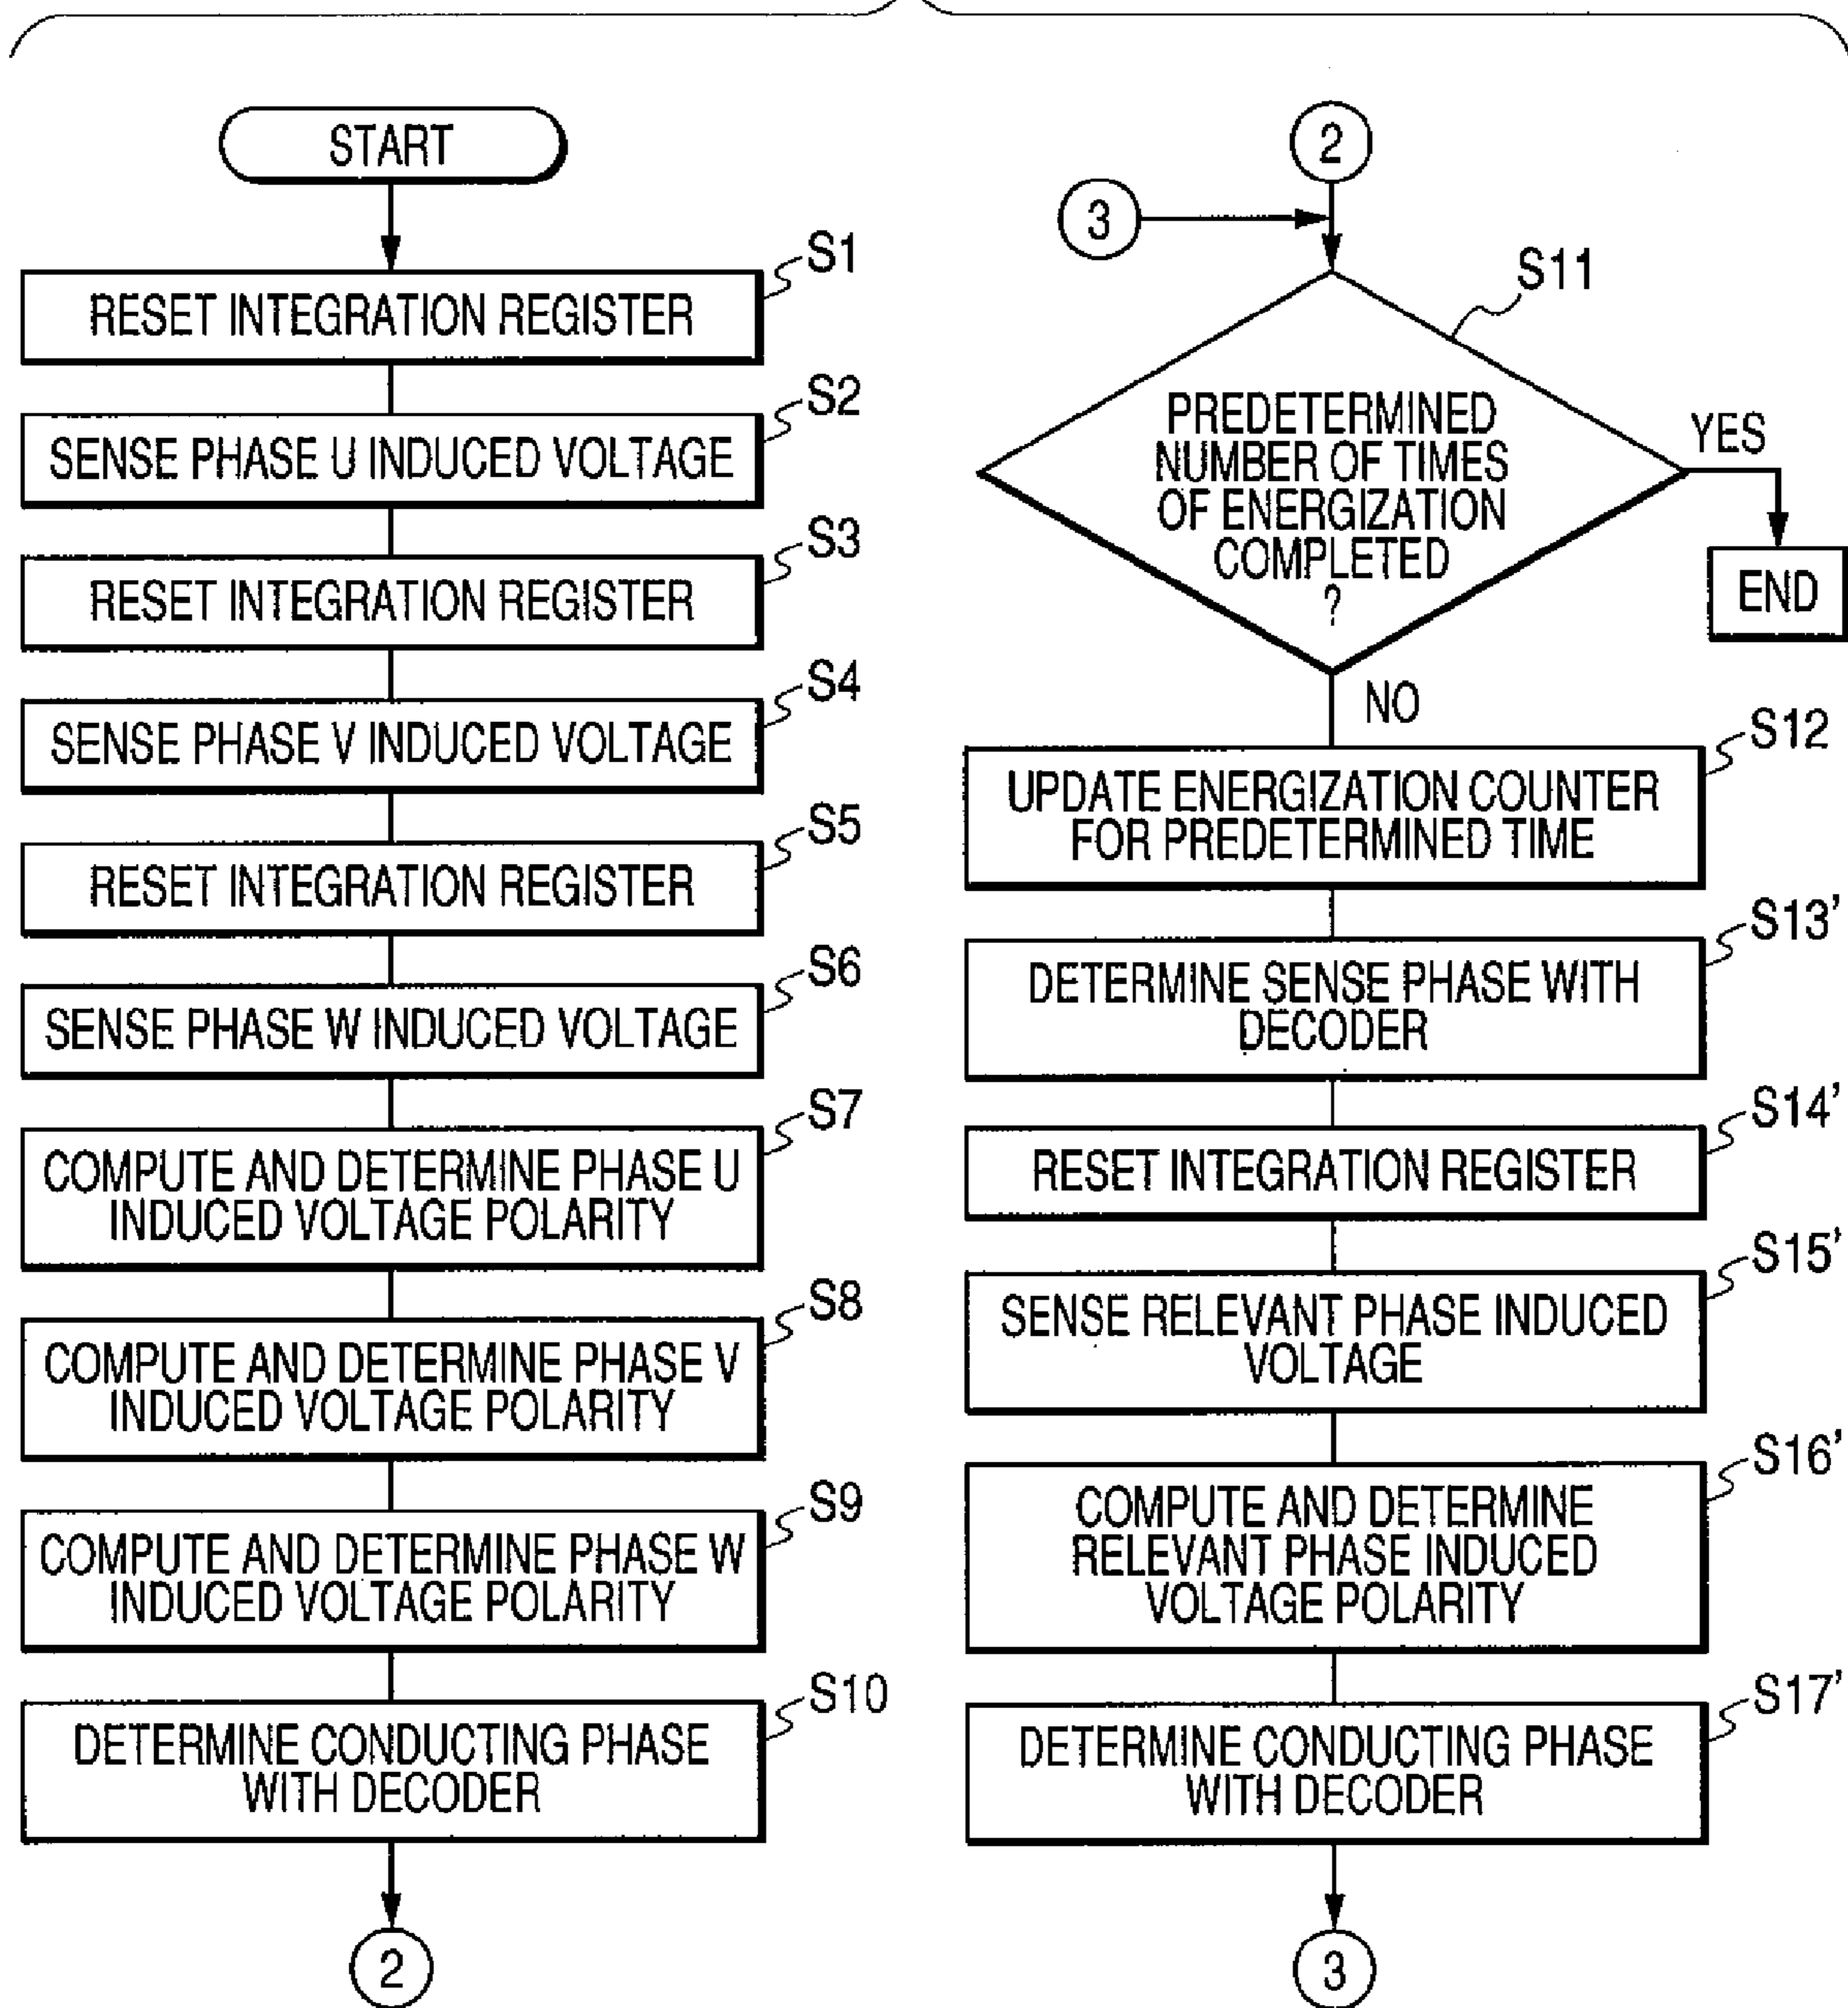 START
S1
RESET INTEGRATION REGISTER
S2
SENSE PHASE U INDUCED VOLTAGE
S3
RESET INTEGRATION REGISTER
S4
SENSE PHASE V INDUCED VOLTAGE
S5
RESET INTEGRATION REGISTER
S6
SENSE PHASE W INDUCED VOLTAGE
S7
COMPUTE AND DETERMINE PHASE U
INDUCED VOLTAGE POLARITY
S8
COMPUTE AND DETERMINE PHASE V
INDUCED VOLTAGE POLARITY
S9
COMPUTE AND DETERMINE PHASE W
INDUCED VOLTAGE POLARITY
S10
DETERMINE CONDUCTING PHASE
WITH DECODER
2
2
3
S11
PREDETERMINED
NUMBER OF TIMES
OF ENERGIZATION
COMPLETED
?
YES
END
NO
S12
UPDATE ENERGIZATION COUNTER
FOR PREDETERMINED TIME
S13'
DETERMINE SENSE PHASE WITH
DECODER
S14'
RESET INTEGRATION REGISTER
S15'
SENSE RELEVANT PHASE INDUCED
VOLTAGE
S16'
COMPUTE AND DETERMINE
RELEVANT PHASE INDUCED
VOLTAGE POLARITY
S17'
DETERMINE CONDUCTING PHASE
WITH DECODER
3